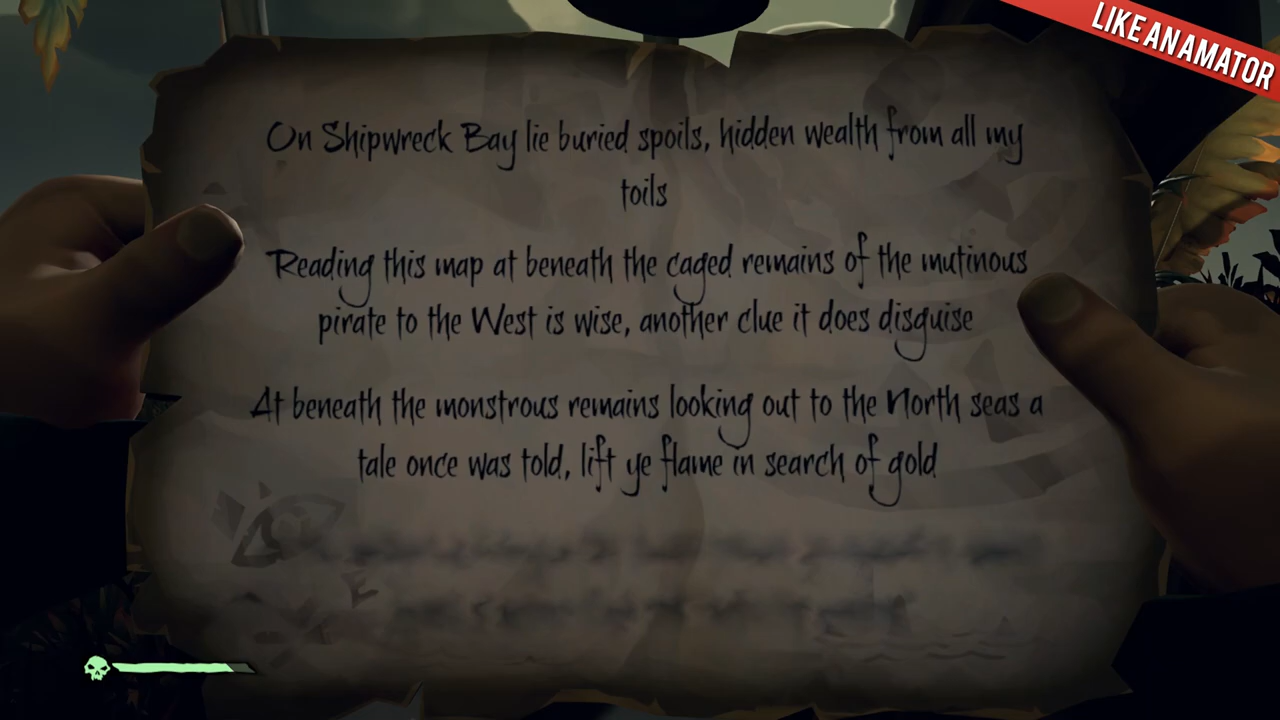 LIKE AN AMATOR
On Shipwreck Bay lie buried spoils, hidden wealth from all my
toils
Reading this map at beneath the caged remains of the mutinous
pirate to the West is wise, another clue it does disguise
At beneath the monstrous remains looking out to the North seas a
tale once was told, lift ye flame in search of gold